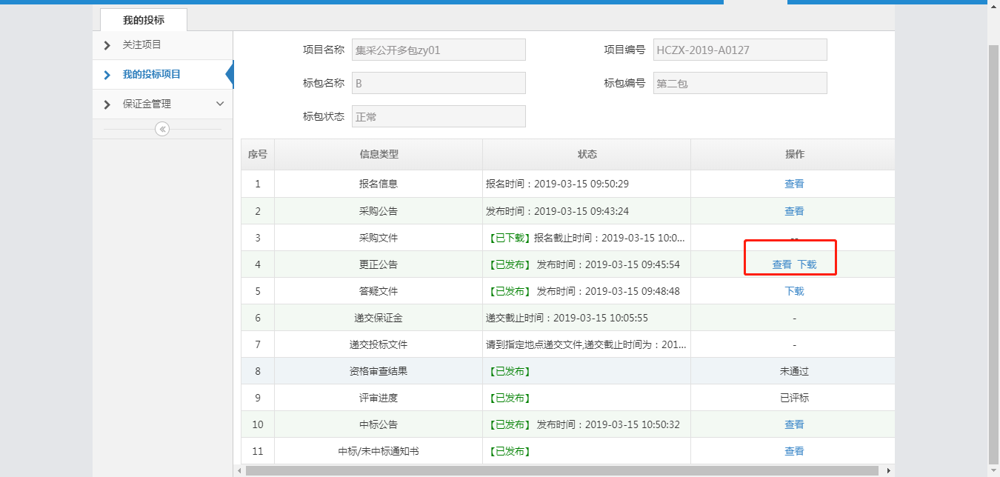 我的投标
关注项目
我的投标项目
保证金管理
项目名称 集采公开多包zy01 项目编号 HCZX-2019-A0127
标包名称 B 标包编号 第二包
标包状态 正常
序号 信息类型 状态 操作
1 报名信息 报名时间：2019-03-15 09:50:29 查看
2 采购公告 发布时间：2019-03-15 09:43:24 查看
3 采购文件 【已下载】报名截止时间：2019-03-15 10:0... --
4 更正公告 【已发布】 发布时间：2019-03-15 09:45:54 查看 下载
5 答疑文件 【已发布】 发布时间：2019-03-15 09:48:48 下载
6 递交保证金 递交截止时间：2019-03-15 10:05:55 -
7 递交投标文件 请到指定地点递交文件,递交截止时间为：201... -
8 资格审查结果 【已发布】 未通过
9 评审进度 【已发布】 已评标
10 中标公告 【已发布】 发布时间：2019-03-15 10:50:32 查看
11 中标/未中标通知书 【已发布】 查看